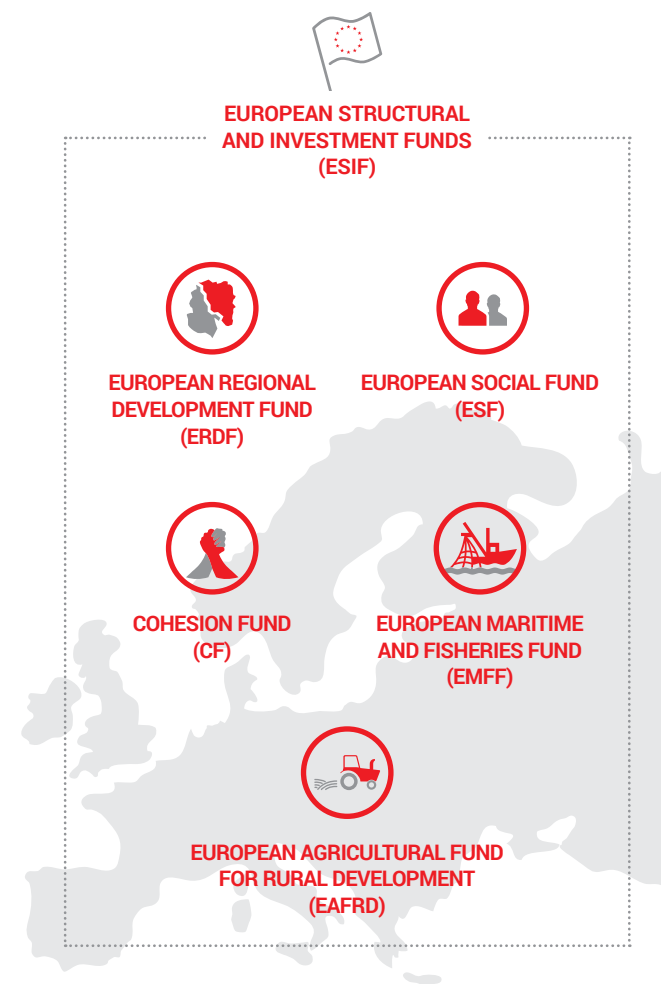 EUROPEAN STRUCTURAL
AND INVESTMENT FUNDS
(ESIF)
EUROPEAN REGIONAL
DEVELOPMENT FUND
(ERDF)
EUROPEAN SOCIAL FUND
(ESF)
COHESION FUND
(CF)
EUROPEAN MARITIME
AND FISHERIES FUND
(EMFF)
EUROPEAN AGRICULTURAL FUND
FOR RURAL DEVELOPMENT
(EAFRD)